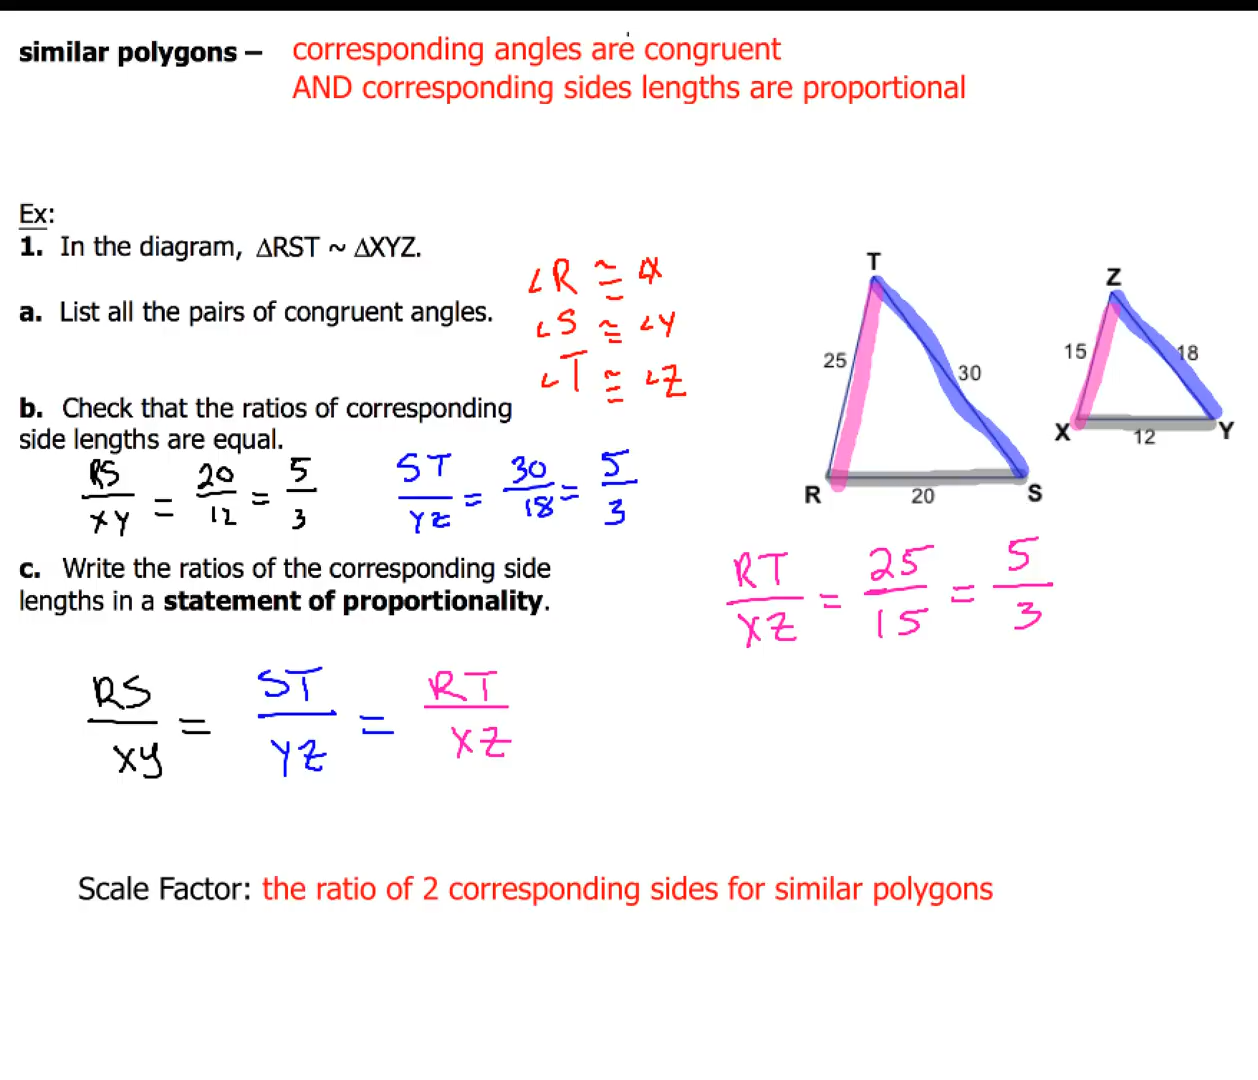 similar polygons – corresponding angles are congruent
AND corresponding sides lengths are proportional
Ex:
1. In the diagram, ΔRST ~ ΔXYZ.
a. List all the pairs of congruent angles.
∠R ≅ ∠X
∠S ≅ ∠Y
∠T ≅ ∠Z
T
25
30
R
20
S
Z
15
18
X
12
Y
b. Check that the ratios of corresponding
side lengths are equal.
RS/XY = 20/12 = 5/3
ST/YZ = 30/18 = 5/3
RT/XZ = 25/15 = 5/3
c. Write the ratios of the corresponding side
lengths in a statement of proportionality.
RS/XY = ST/YZ = RT/XZ
Scale Factor: the ratio of 2 corresponding sides for similar polygons